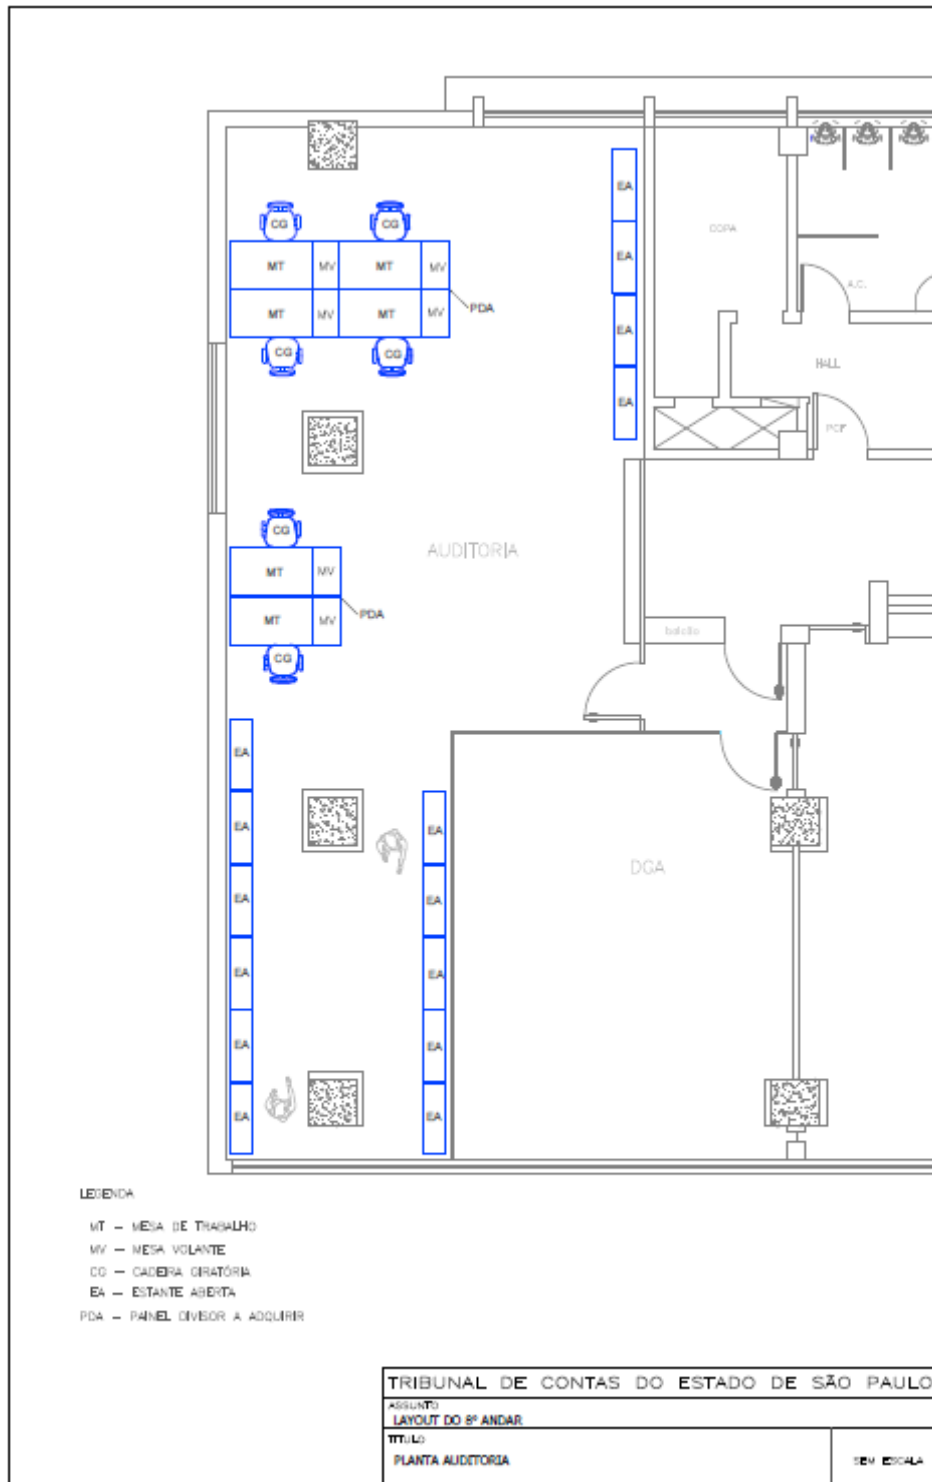 EA
COPA
EA
CG
CG
MT MV MT MV
A.C.
PDA
MT MV MT MV
EA
CG
CG
HALL
EA
PCF
CG
AUDITORIA
MT MV
PDA
MT MV
balcão
CG
EA
EA
EA
DGA
EA
EA
EA
EA
EA
EA
EA
EA
LEGENDA
MT – MESA DE TRABALHO
MV – MESA VOLANTE
CG – CADEIRA GIRATÓRIA
EA – ESTANTE ABERTA
PDA – PAINEL DIVISOR A ADQUIRIR
TRIBUNAL DE CONTAS DO ESTADO DE SÃO PAULO
ASSUNTO
LAYOUT DO 8º ANDAR
TÍTULO
PLANTA AUDITORIA
SEM ESCALA